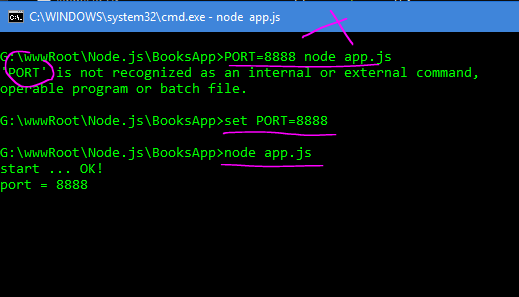 C:\WINDOWS\system32\cmd.exe - node app.js
G:\wwwRoot\Node.js\BooksApp>PORT=8888 node app.js
'PORT' is not recognized as an internal or external command,
operable program or batch file.
G:\wwwRoot\Node.js\BooksApp>set PORT=8888
G:\wwwRoot\Node.js\BooksApp>node app.js
start ... OK!
port = 8888